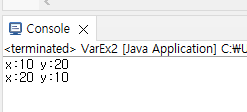 Console
<terminated> VarEx2 [Java Application] C:₩U
x:10 y:20
x:20 y:10